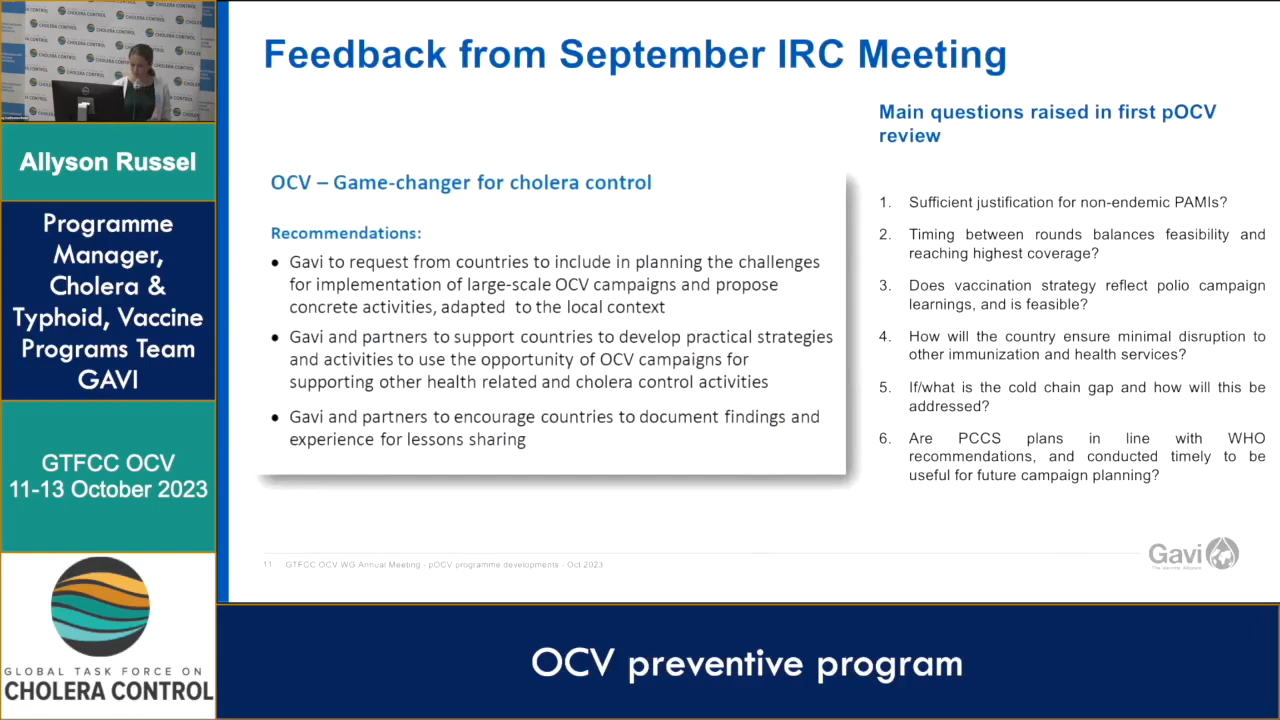 Feedback from September IRC Meeting
Main questions raised in first pOCV
review
OCV – Game-changer for cholera control
Recommendations:
• Gavi to request from countries to include in planning the challenges
for implementation of large-scale OCV campaigns and propose
concrete activities, adapted to the local context
• Gavi and partners to support countries to develop practical strategies
and activities to use the opportunity of OCV campaigns for
supporting other health related and cholera control activities
• Gavi and partners to encourage countries to document findings and
experience for lessons sharing
1. Sufficient justification for non-endemic PAMIs?
2. Timing between rounds balances feasibility and
reaching highest coverage?
3. Does vaccination strategy reflect polio campaign
learnings, and is feasible?
4. How will the country ensure minimal disruption to
other immunization and health services?
5. If/what is the cold chain gap and how will this be
addressed?
6. Are PCCS plans in line with WHO
recommendations, and conducted timely to be
useful for future campaign planning?
11 GTFCC OCV WG Annual Meeting - pOCV programme developments - Oct 2023
Gavi
The Vaccine Alliance
CHOLERA CONTROL
Allyson Russel
Programme
Manager,
Cholera &
Typhoid, Vaccine
Programs Team
GAVI
GTFCC OCV
11-13 October 2023
GLOBAL TASK FORCE ON
CHOLERA CONTROL
OCV preventive program